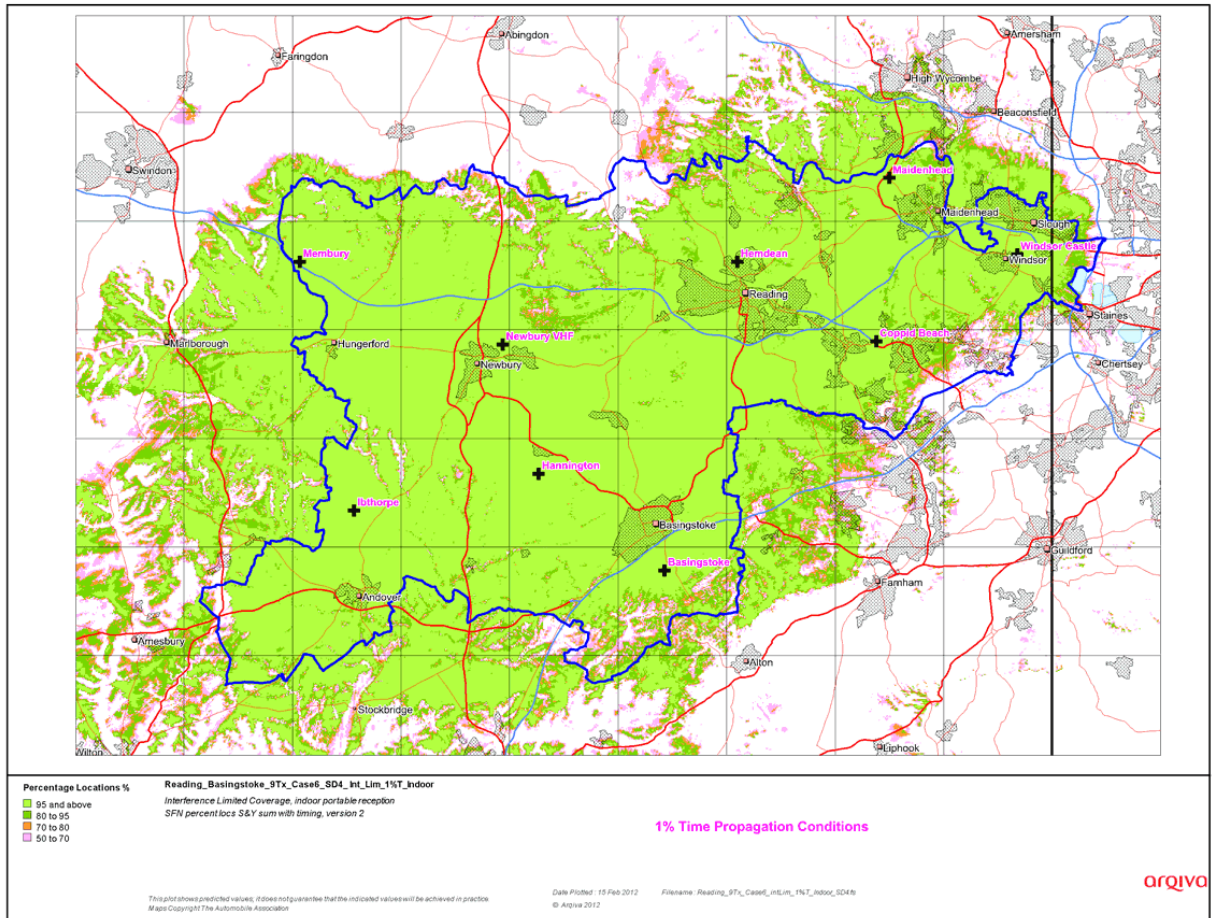 Abingdon
Amersham
Faringdon
High Wycombe
Beaconsfield
Swindon
Maidenhead
Maidenhead
Slough
Membury
Hemdean
Windsor Castle
Windsor
Reading
Staines
Marlborough
Hungerford
Newbury VHF
Coppid Beach
Newbury
Chertsey
Hannington
Ibthorpe
Basingstoke
Guildford
Basingstoke
Farnham
Andover
Amesbury
Alton
Stockbridge
Liphook
Wilton
Percentage Locations %
95 and above
80 to 95
70 to 80
50 to 70
Reading_Basingstoke_9Tx_Case6_SD4_Int_Lim_1%T_Indoor
Interference Limited Coverage, indoor portable reception
SFN percent locs S&Y sum with timing, version 2
1% Time Propagation Conditions
This plot shows predicted values, it does not guarantee that the indicated values will be achieved in practice.
Maps Copyright The Automobile Association
Date Plotted : 15 Feb 2012 Filename : Reading_9Tx_Case6_intLim_1%T_Indoor_SD4fs
© Arqiva 2012
arqiva